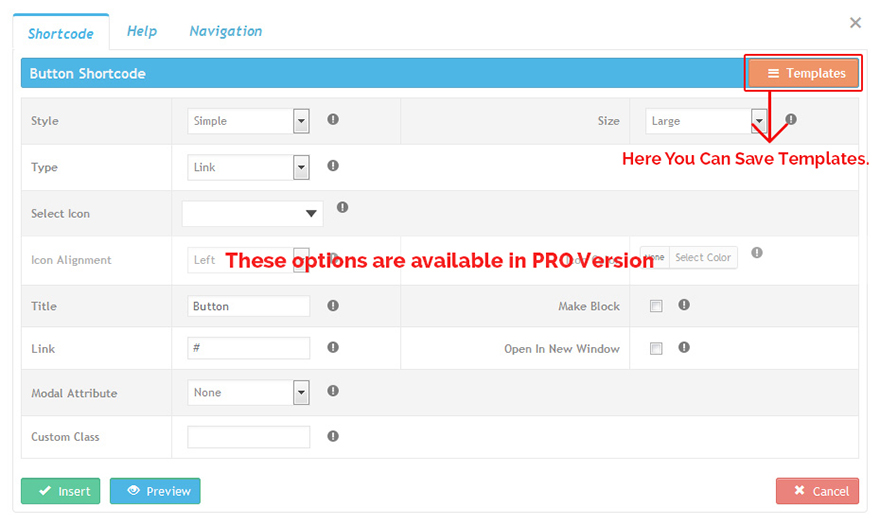 Shortcode Help Navigation
Button Shortcode Templates
Style Simple Size Large
Here You Can Save Templates.
Type Link
Select Icon
Icon Alignment Left Select Color
These options are available in PRO Version
Title Button Make Block
Link # Open In New Window
Modal Attribute None
Custom Class
Insert Preview Cancel